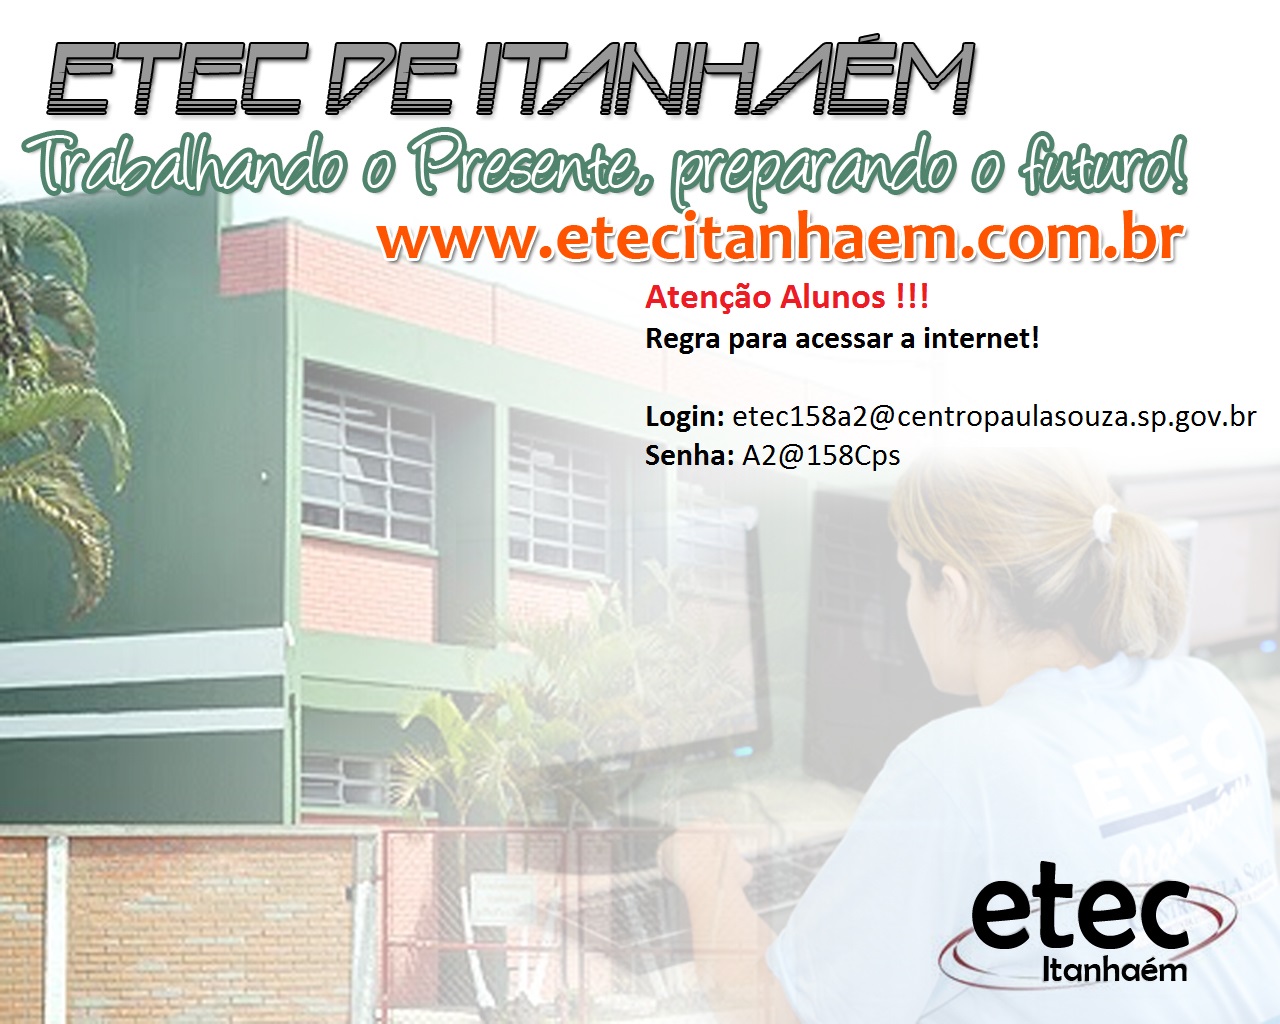 ETEC DE ITANHAÉM
Trabalhando o Presente, preparando o futuro!
www.etecitanhaem.com.br
Atenção Alunos !!!
Regra para acessar a internet!
Login: etec158a2@centropaulasouza.sp.gov.br
Senha: A2@158Cps
ETEC
Itanhaém
etec
Itanhaém